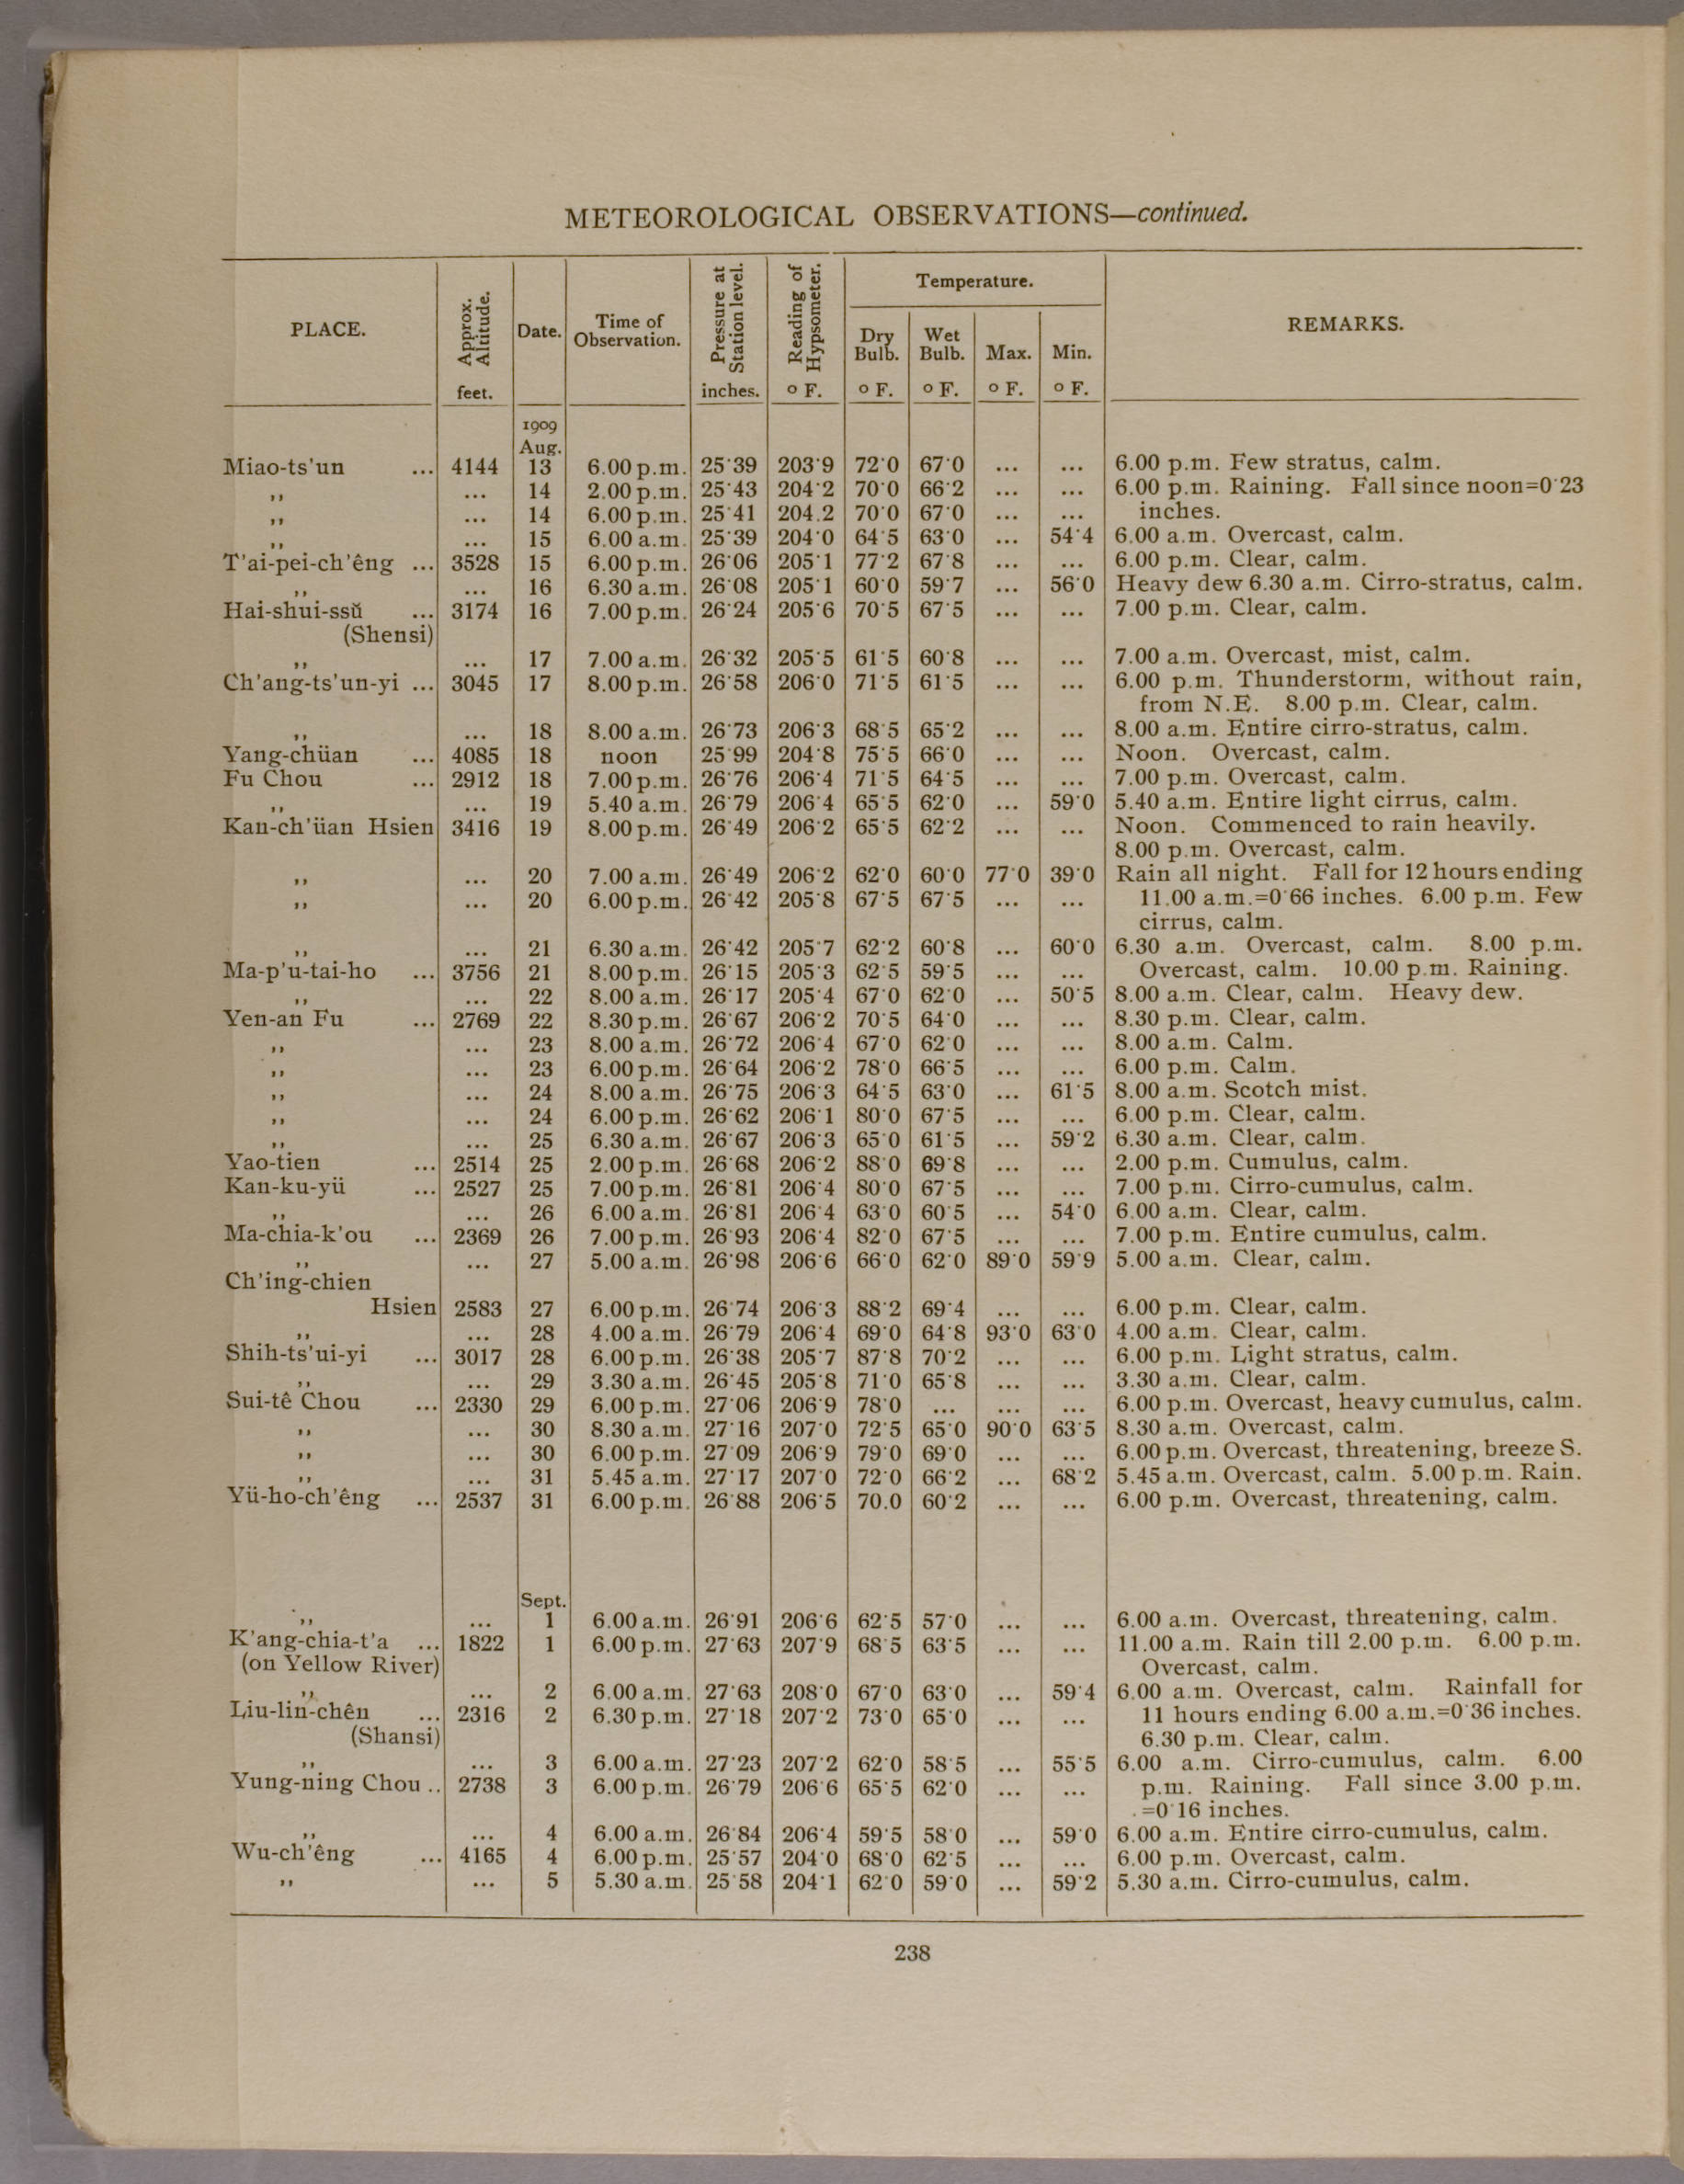 METEOROLOGICAL OBSERVATIONS—continued.
PLACE. Approx. Altitude. Date. Time of Observation. Pressure at Station level. Reading of Hypsometer. Temperature. REMARKS.
Dry Bulb. Wet Bulb. Max. Min.
feet. inches. o F. o F. o F. o F. o F.
1909
Aug.
Miao-ts'un ... 4144 13 6.00 p.m. 25·39 203·9 72·0 67·0 ... ... 6.00 p.m. Few stratus, calm.
,, ... 14 2.00 p.m. 25·43 204·2 70·0 66·2 ... ... 6.00 p.m. Raining. Fall since noon=0·23
,, ... 14 6.00 p.m. 25·41 204.2 70·0 67·0 ... ... inches.
,, ... 15 6.00 a.m. 25·39 204·0 64·5 63·0 ... 54·4 6.00 a.m. Overcast, calm.
T'ai-pei-ch'êng ... 3528 15 6.00 p.m. 26·06 205·1 77·2 67·8 ... ... 6.00 p.m. Clear, calm.
,, ... 16 6.30 a.m. 26·08 205·1 60·0 59·7 ... 56·0 Heavy dew 6.30 a.m. Cirro-stratus, calm.
Hai-shui-ssŭ ... 3174 16 7.00 p.m. 26·24 205·6 70·5 67·5 ... ... 7.00 p.m. Clear, calm.
(Shensi)
,, ... 17 7.00 a.m. 26·32 205·5 61·5 60·8 ... ... 7.00 a.m. Overcast, mist, calm.
Ch'ang-ts'un-yi ... 3045 17 8.00 p.m. 26·58 206·0 71·5 61·5 ... ... 6.00 p.m. Thunderstorm, without rain,
from N.E. 8.00 p.m. Clear, calm.
,, ... 18 8.00 a.m. 26·73 206·3 68·5 65·2 ... ... 8.00 a.m. Entire cirro-stratus, calm.
Yang-chüan ... 4085 18 noon 25·99 204·8 75·5 66·0 ... ... Noon. Overcast, calm.
Fu Chou ... 2912 18 7.00 p.m. 26·76 206·4 71·5 64·5 ... ... 7.00 p.m. Overcast, calm.
,, ... 19 5.40 a.m. 26·79 206·4 65·5 62·0 ... 59·0 5.40 a.m. Entire light cirrus, calm.
Kan-ch'üan Hsien 3416 19 8.00 p.m. 26·49 206·2 65·5 62·2 ... ... Noon. Commenced to rain heavily.
8.00 p.m. Overcast, calm.
,, ... 20 7.00 a.m. 26·49 206·2 62·0 60·0 77·0 39·0 Rain all night. Fall for 12 hours ending
,, ... 20 6.00 p.m. 26·42 205·8 67·5 67·5 ... ... 11.00 a.m.=0·66 inches. 6.00 p.m. Few
cirrus, calm.
,, ... 21 6.30 a.m. 26·42 205·7 62·2 60·8 ... 60·0 6.30 a.m. Overcast, calm. 8.00 p.m.
Ma-p'u-tai-ho ... 3756 21 8.00 p.m. 26·15 205·3 62·5 59·5 ... ... Overcast, calm. 10.00 p.m. Raining.
,, ... 22 8.00 a.m. 26·17 205·4 67·0 62·0 ... 50·5 8.00 a.m. Clear, calm. Heavy dew.
Yen-an Fu ... 2769 22 8.30 p.m. 26·67 206·2 70·5 64·0 ... ... 8.30 p.m. Clear, calm.
,, ... 23 8.00 a.m. 26·72 206·4 67·0 62·0 ... ... 8.00 a.m. Calm.
,, ... 23 6.00 p.m. 26·64 206·2 78·0 66·5 ... ... 6.00 p.m. Calm.
,, ... 24 8.00 a.m. 26·75 206·3 64·5 63·0 ... 61·5 8.00 a.m. Scotch mist.
,, ... 24 6.00 p.m. 26·62 206·1 80·0 67·5 ... ... 6.00 p.m. Clear, calm.
,, ... 25 6.30 a.m. 26·67 206·3 65·0 61·5 ... 59·2 6.30 a.m. Clear, calm.
Yao-tien ... 2514 25 2.00 p.m. 26·68 206·2 88·0 69·8 ... ... 2.00 p.m. Cumulus, calm.
Kan-ku-yü ... 2527 25 7.00 p.m. 26·81 206·4 80·0 67·5 ... ... 7.00 p.m. Cirro-cumulus, calm.
,, ... 26 6.00 a.m. 26·81 206·4 63·0 60·5 ... 54·0 6.00 a.m. Clear, calm.
Ma-chia-k'ou ... 2369 26 7.00 p.m. 26·93 206·4 82·0 67·5 ... ... 7.00 p.m. Entire cumulus, calm.
,, ... 27 5.00 a.m. 26·98 206·6 66·0 62·0 89·0 59·9 5.00 a.m. Clear, calm.
Ch'ing-chien
Hsien 2583 27 6.00 p.m. 26·74 206·3 88·2 69·4 ... ... 6.00 p.m. Clear, calm.
,, ... 28 4.00 a.m. 26·79 206·4 69·0 64·8 93·0 63·0 4.00 a.m. Clear, calm.
Shih-ts'ui-yi ... 3017 28 6.00 p.m. 26·38 205·7 87·8 70·2 ... ... 6.00 p.m. Light stratus, calm.
,, ... 29 3.30 a.m. 26·45 205·8 71·0 65·8 ... ... 3.30 a.m. Clear, calm.
Sui-tê Chou ... 2330 29 6.00 p.m. 27·06 206·9 78·0 ... ... ... 6.00 p.m. Overcast, heavy cumulus, calm.
,, ... 30 8.30 a.m. 27·16 207·0 72·5 65·0 90·0 63·5 8.30 a.m. Overcast, calm.
,, ... 30 6.00 p.m. 27·09 206·9 79·0 69·0 ... ... 6.00 p.m. Overcast, threatening, breeze S.
,, ... 31 5.45 a.m. 27·17 207·0 72·0 66·2 ... 68·2 5.45 a.m. Overcast, calm. 5.00 p.m. Rain.
Yü-ho-ch'êng ... 2537 31 6.00 p.m. 26·88 206·5 70.0 60·2 ... ... 6.00 p.m. Overcast, threatening, calm.
Sept.
,, ... 1 6.00 a.m. 26·91 206·6 62·5 57·0 ... ... 6.00 a.m. Overcast, threatening, calm.
K'ang-chia-t'a ... 1822 1 6.00 p.m. 27·63 207·9 68·5 63·5 ... ... 11.00 a.m. Rain till 2.00 p.m. 6.00 p.m.
(on Yellow River) Overcast, calm.
,, ... 2 6.00 a.m. 27·63 208·0 67·0 63·0 ... 59·4 6.00 a.m. Overcast, calm. Rainfall for
Liu-lin-chên ... 2316 2 6.30 p.m. 27·18 207·2 73·0 65·0 ... ... 11 hours ending 6.00 a.m.=0·36 inches.
(Shansi) 6.30 p.m. Clear, calm.
,, ... 3 6.00 a.m. 27·23 207·2 62·0 58·5 ... 55·5 6.00 a.m. Cirro-cumulus, calm. 6.00
Yung-ning Chou .. 2738 3 6.00 p.m. 26·79 206·6 65·5 62·0 ... ... p.m. Raining. Fall since 3.00 p.m.
=0·16 inches.
,, ... 4 6.00 a.m. 26·84 206·4 59·5 58·0 ... 59·0 6.00 a.m. Entire cirro-cumulus, calm.
Wu-ch'êng ... 4165 4 6.00 p.m. 25·57 204·0 68·0 62·5 ... ... 6.00 p.m. Overcast, calm.
,, ... 5 5.30 a.m. 25·58 204·1 62·0 59·0 ... 59·2 5.30 a.m. Cirro-cumulus, calm.
238